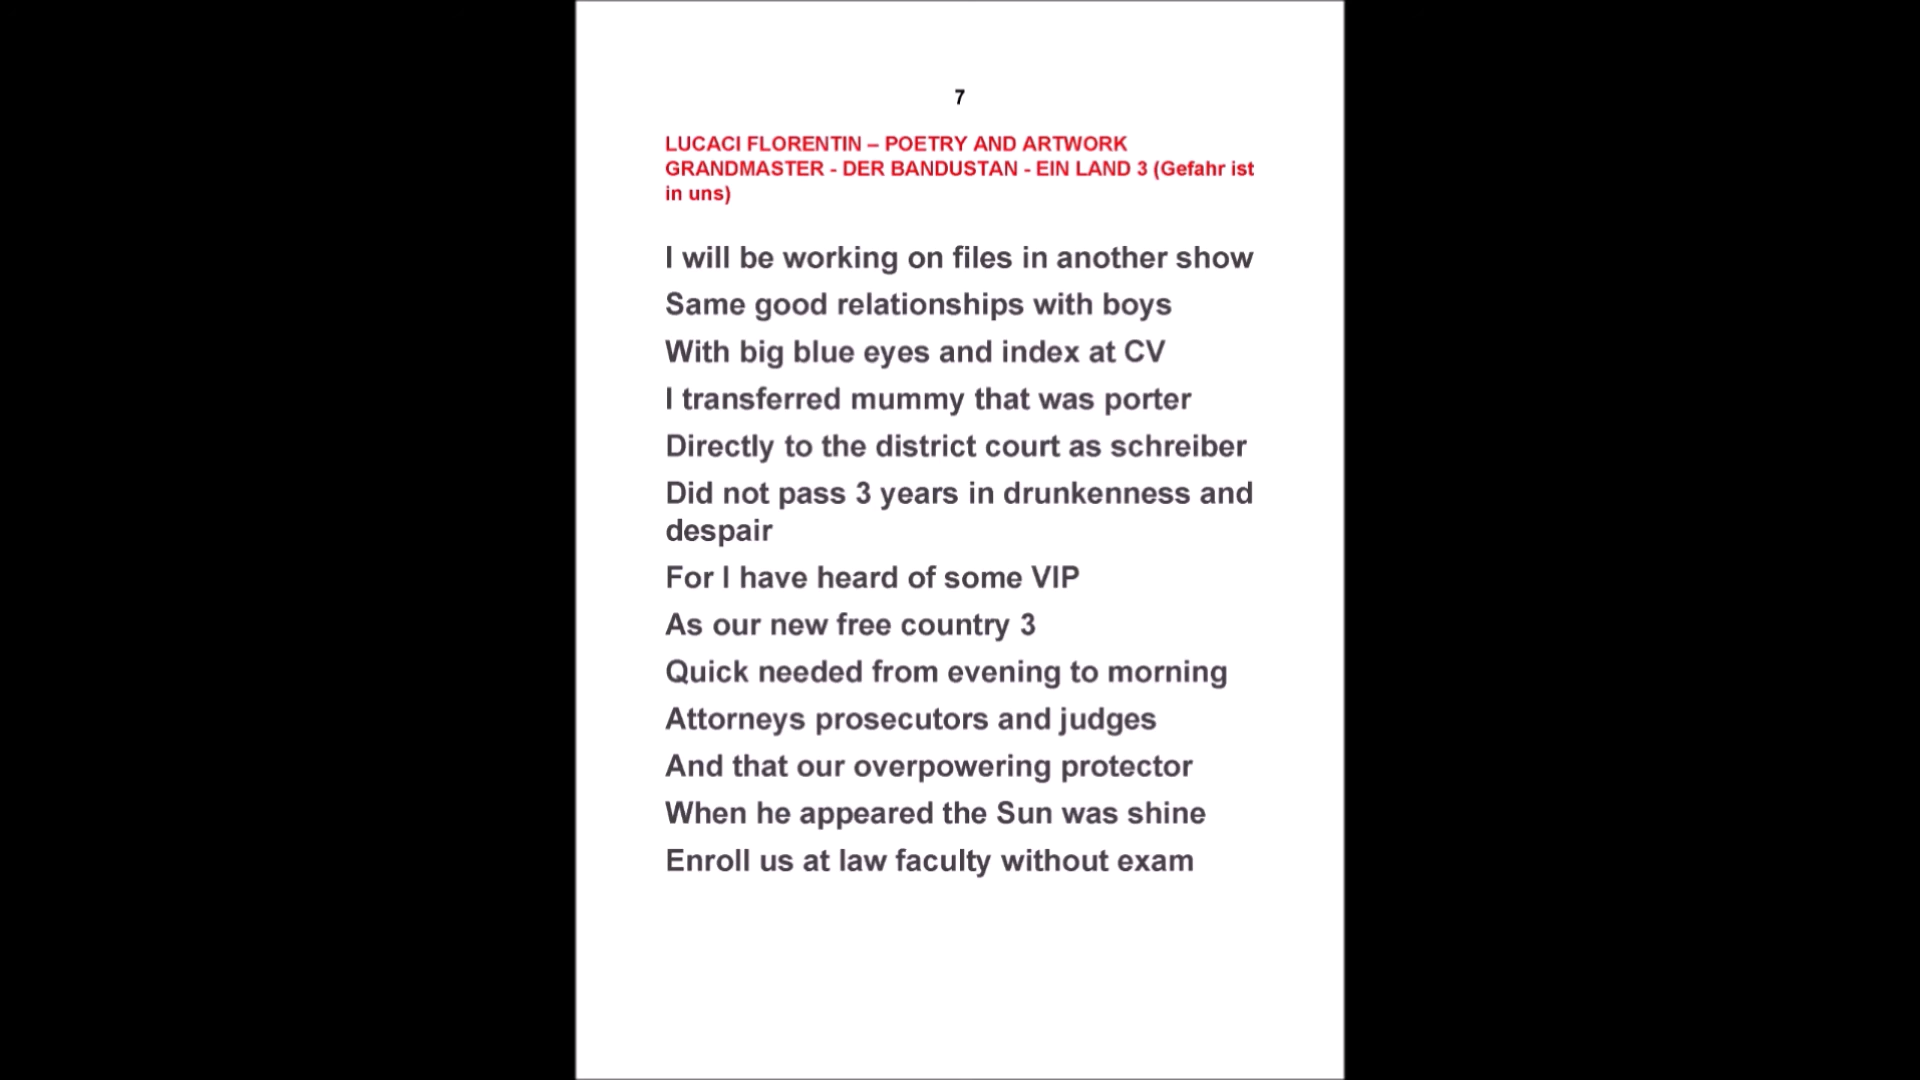 7
LUCACI FLORENTIN – POETRY AND ARTWORK
GRANDMASTER - DER BANDUSTAN - EIN LAND 3 (Gefahr ist
in uns)
I will be working on files in another show
Same good relationships with boys
With big blue eyes and index at CV
I transferred mummy that was porter
Directly to the district court as schreiber
Did not pass 3 years in drunkenness and
despair
For I have heard of some VIP
As our new free country 3
Quick needed from evening to morning
Attorneys prosecutors and judges
And that our overpowering protector
When he appeared the Sun was shine
Enroll us at law faculty without exam